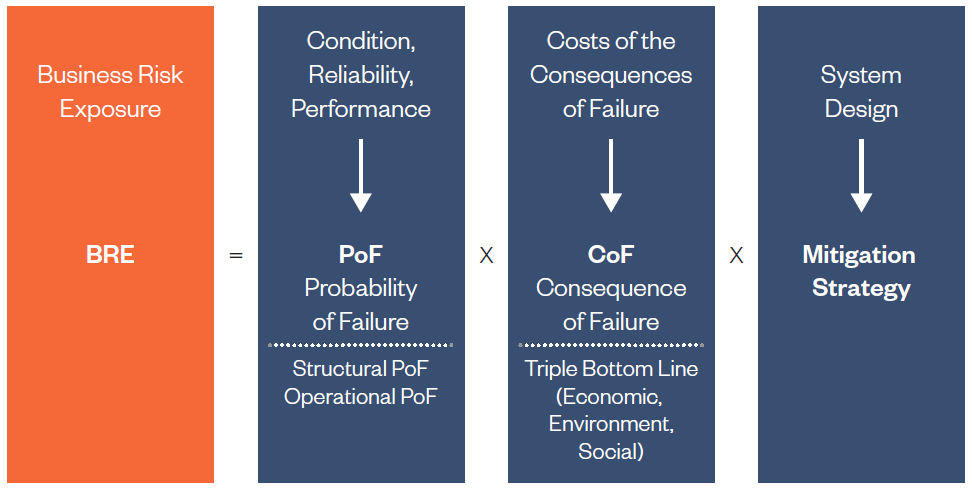 Business Risk
Exposure
BRE
=
Condition,
Reliability,
Performance
PoF
Probability
of Failure
Structural PoF
Operational PoF
X
Costs of the
Consequences
of Failure
CoF
Consequence
of Failure
Triple Bottom Line
(Economic,
Environment,
Social)
X
System
Design
Mitigation
Strategy